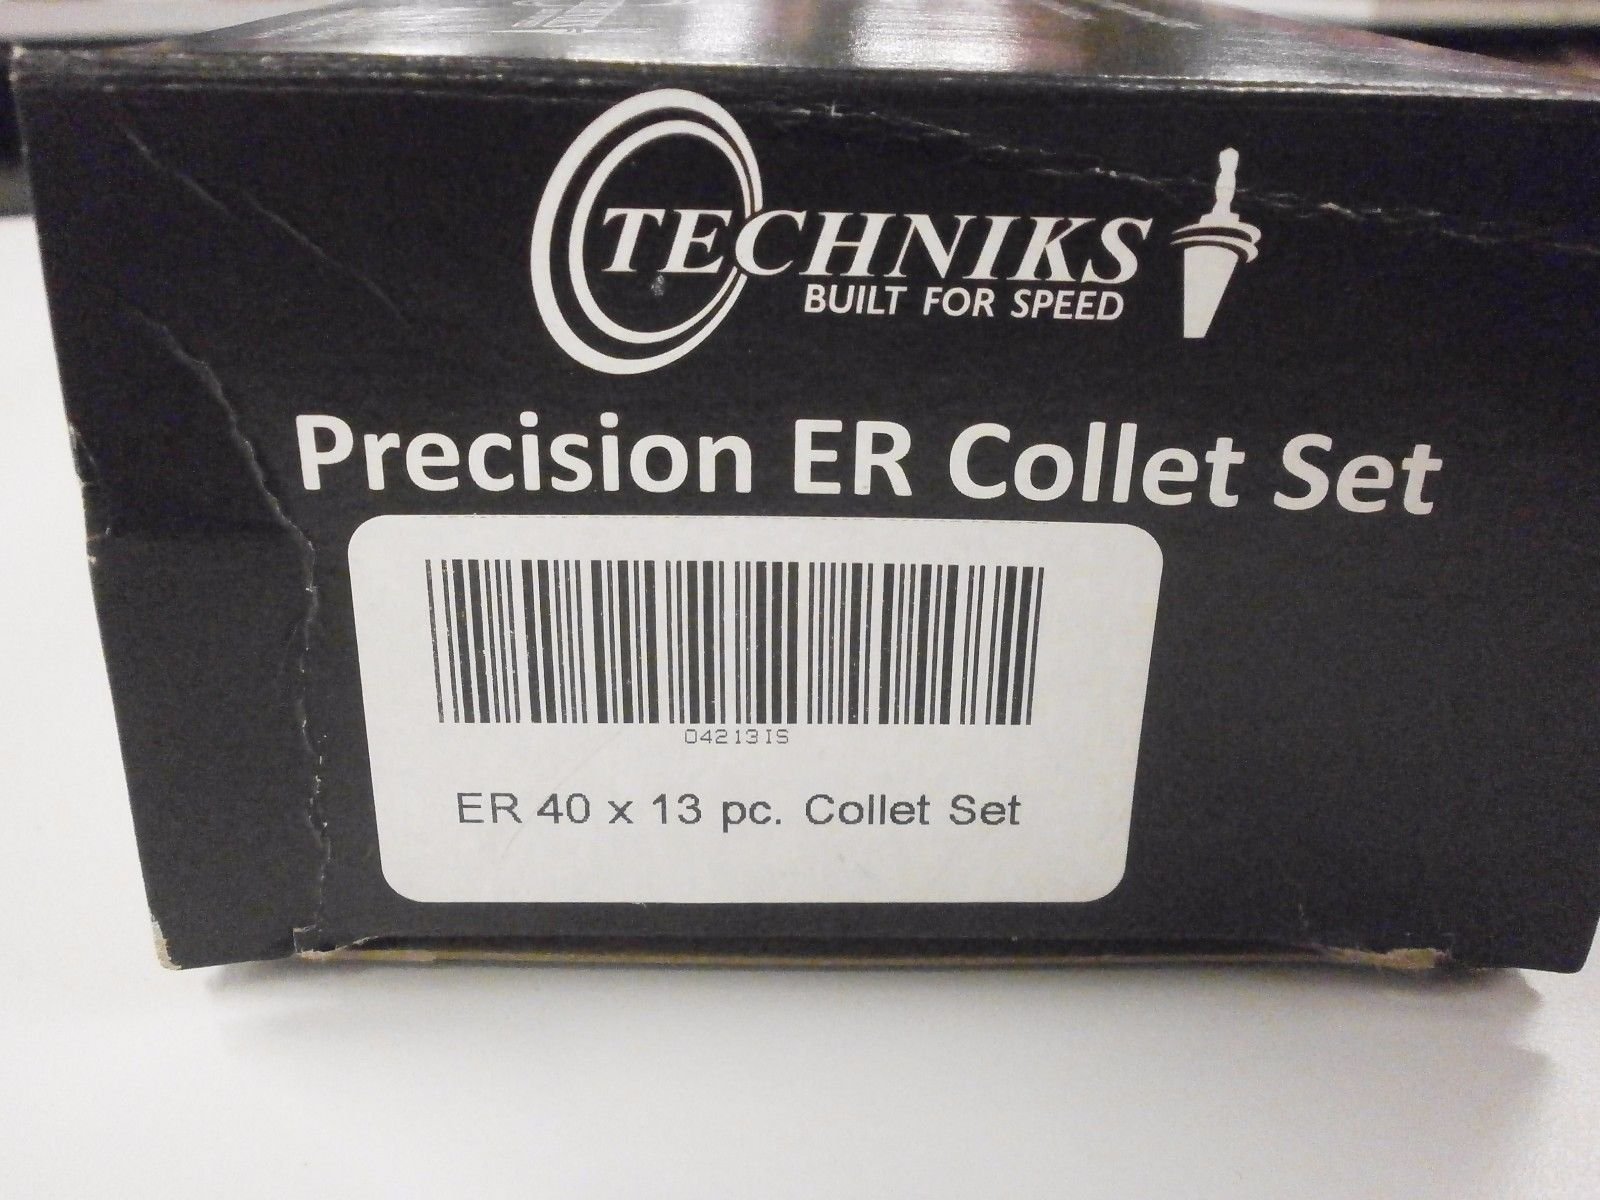 TECHNIKS
BUILT FOR SPEED
Precision ER Collet Set
04213IS
ER 40 x 13 pc. Collet Set